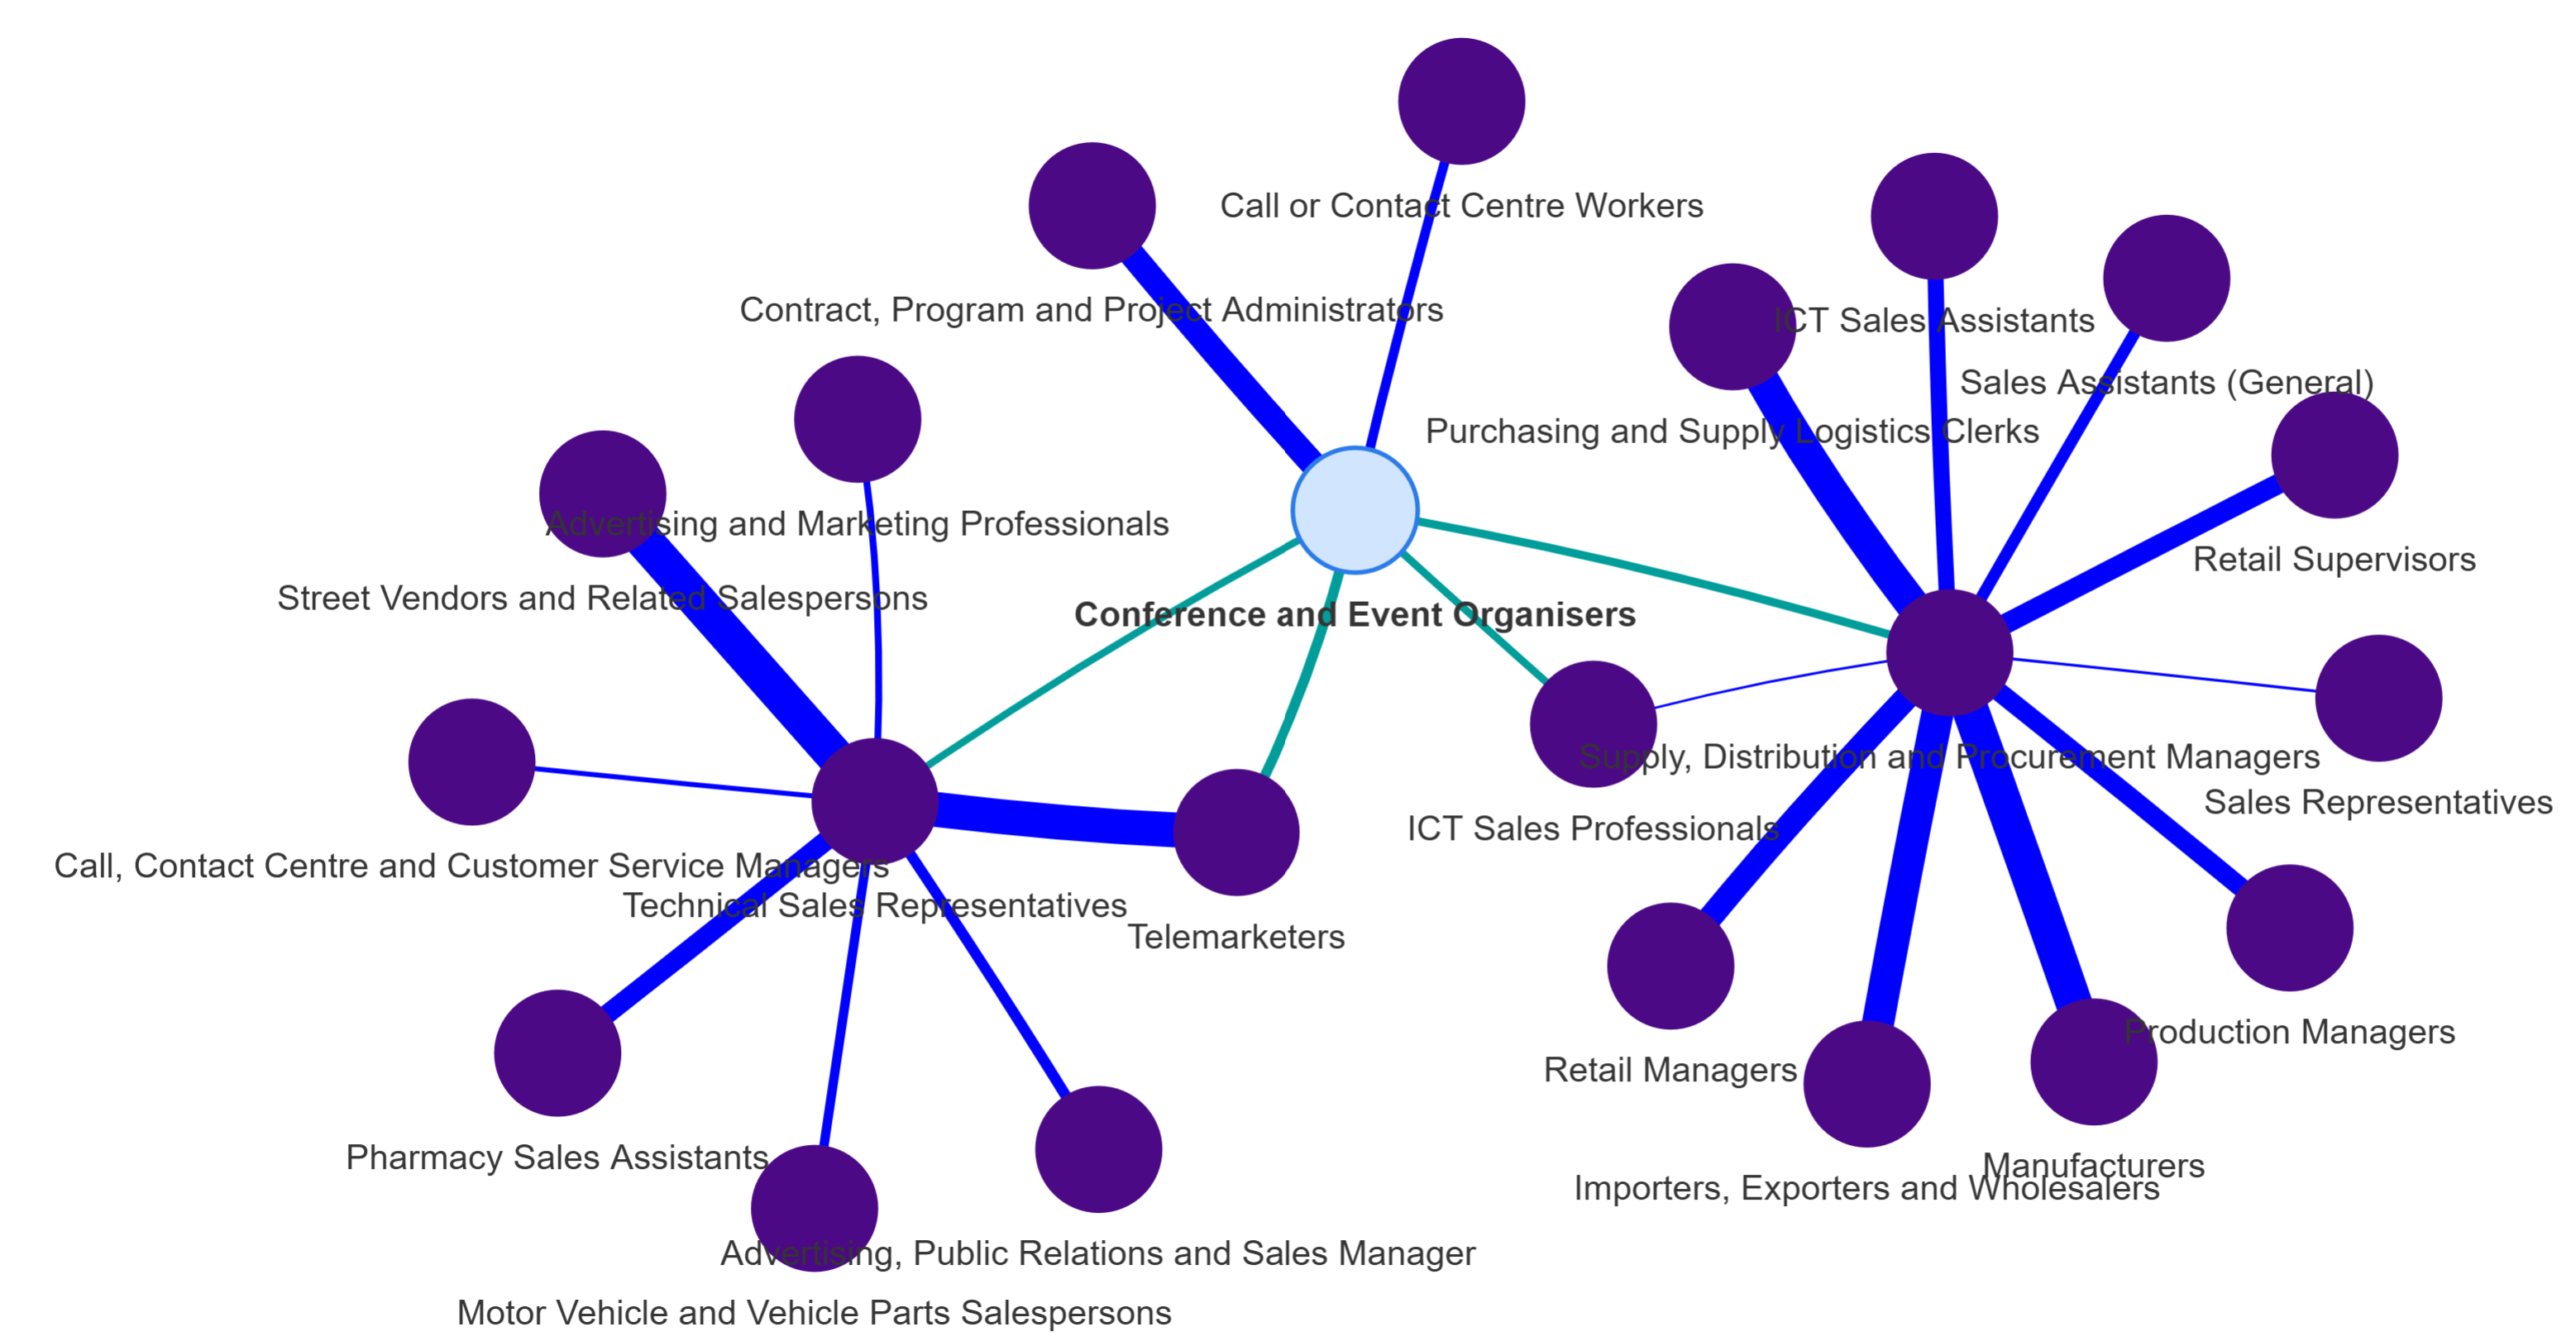 Call or Contact Centre Workers
Contract, Program and Project Administrators
ICT Sales Assistants
Sales Assistants (General)
Purchasing and Supply Logistics Clerks
Advertising and Marketing Professionals
Retail Supervisors
Street Vendors and Related Salespersons
Conference and Event Organisers
Supply, Distribution and Procurement Managers
Sales Representatives
ICT Sales Professionals
Call, Contact Centre and Customer Service Managers
Technical Sales Representatives
Telemarketers
Production Managers
Retail Managers
Pharmacy Sales Assistants
Manufacturers
Importers, Exporters and Wholesalers
Advertising, Public Relations and Sales Manager
Motor Vehicle and Vehicle Parts Salespersons